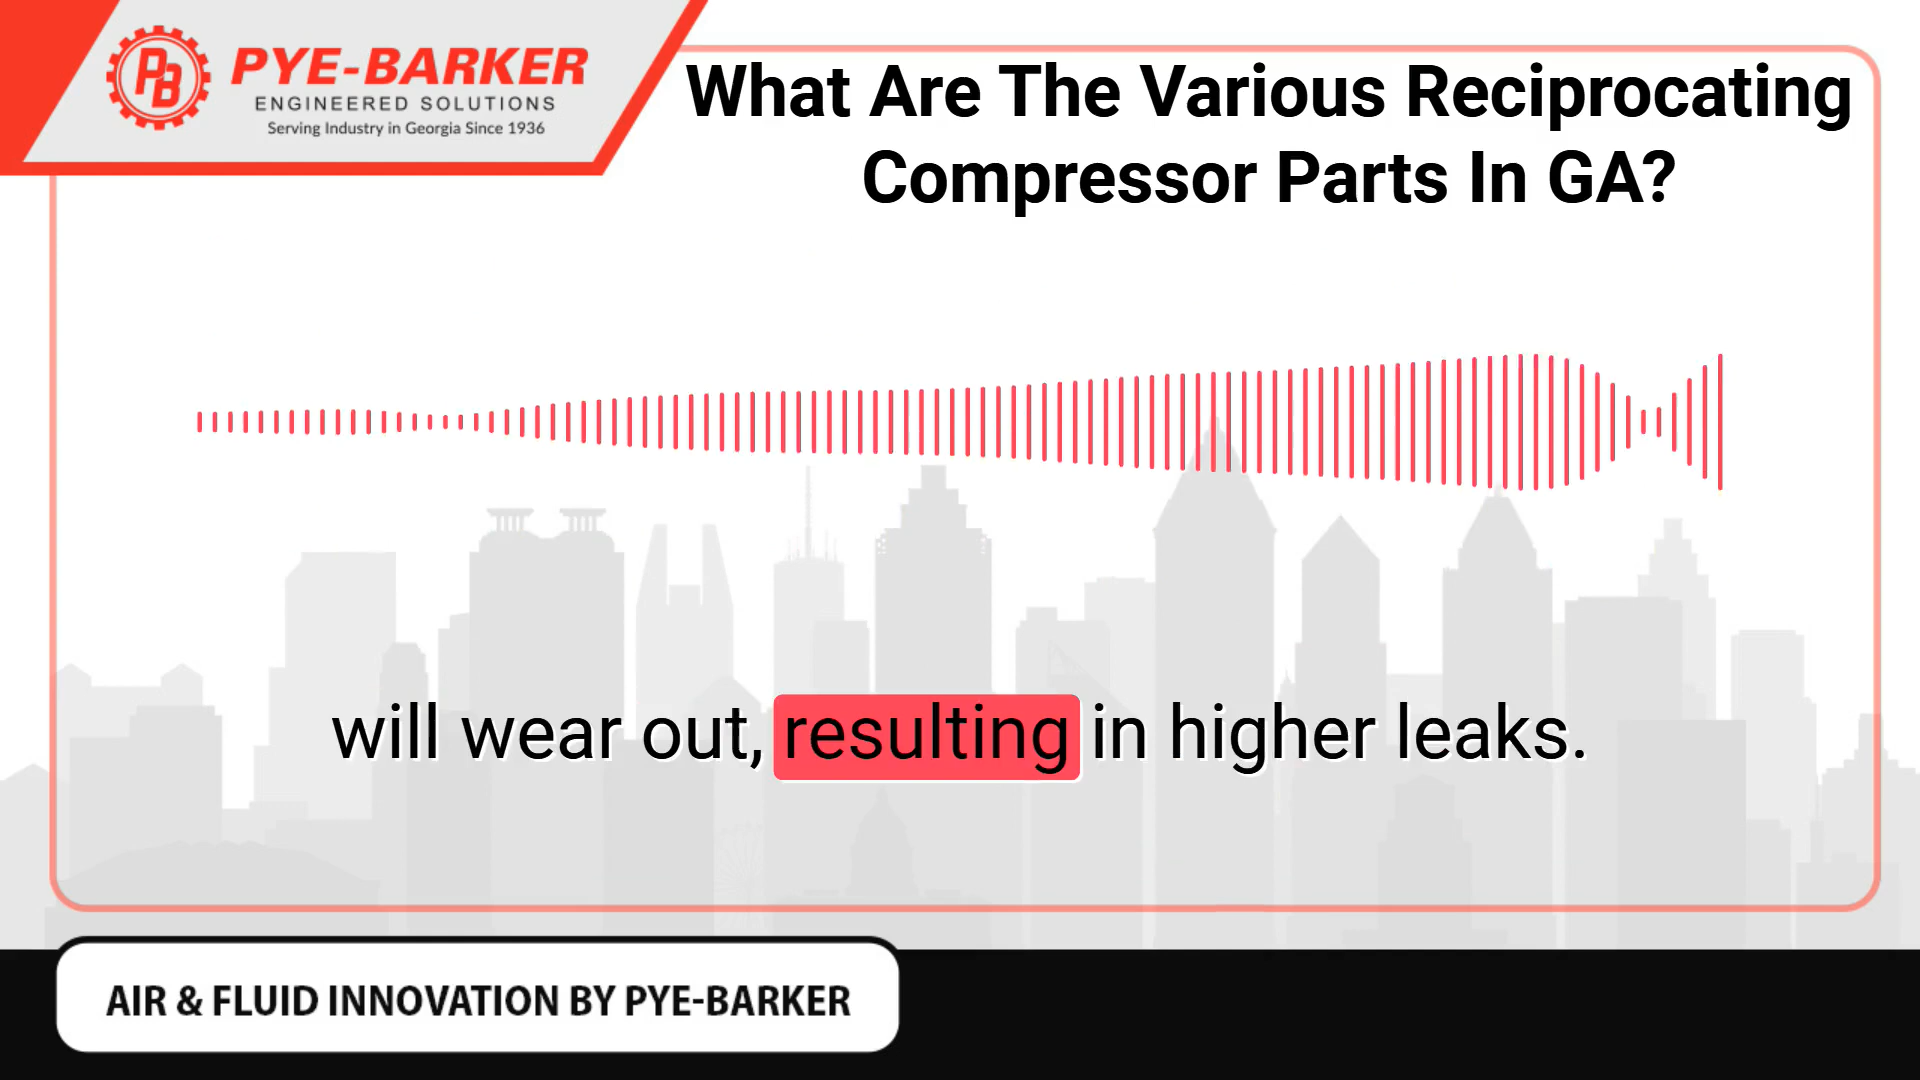 PB
PYE-BARKER
ENGINEERED SOLUTIONS
Serving Industry in Georgia Since 1936
What Are The Various Reciprocating
Compressor Parts In GA?
will wear out, resulting in higher leaks.
AIR & FLUID INNOVATION BY PYE-BARKER